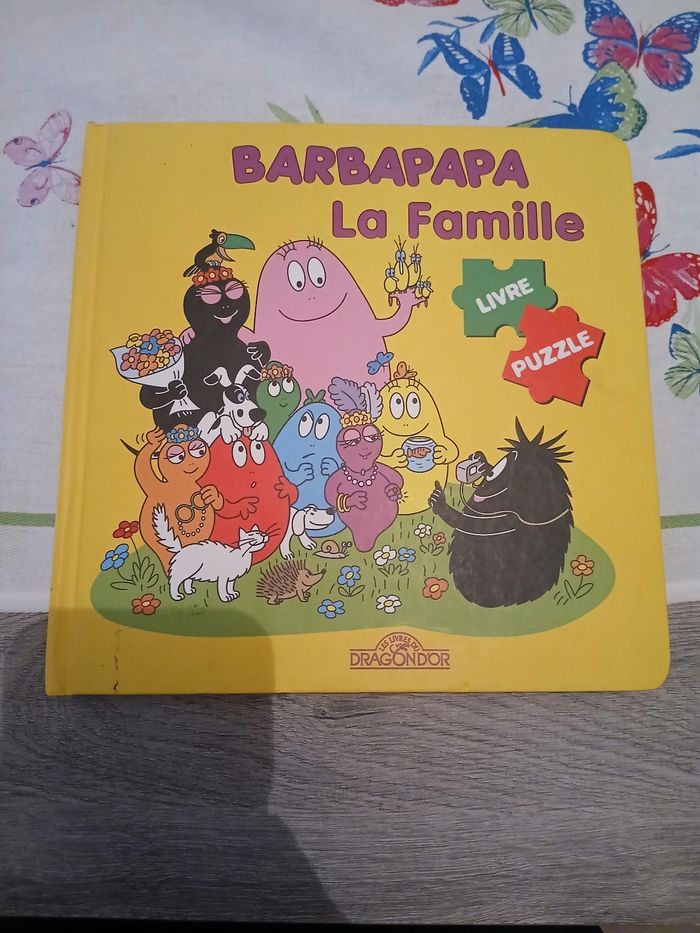 BARBAPAPA
La Famille
LIVRE
PUZZLE
LES LIVRES DU
DRAGON D'OR